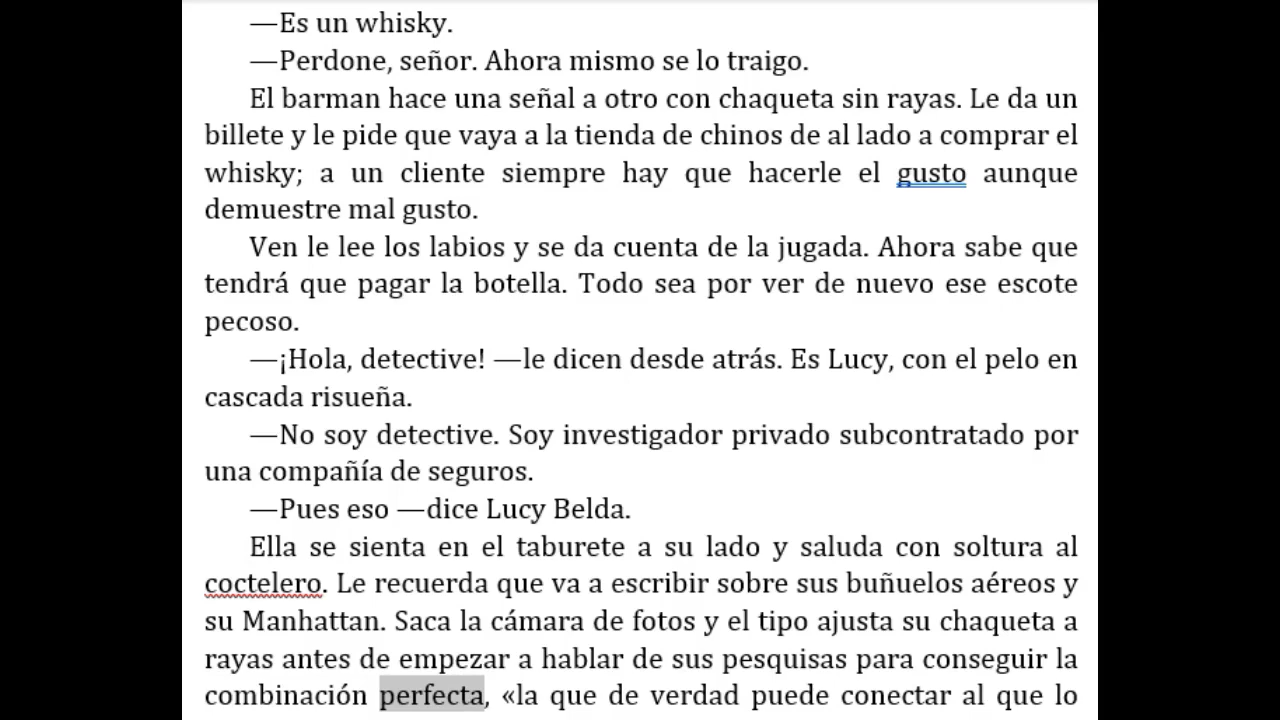 —Es un whisky.
—Perdone, señor. Ahora mismo se lo traigo.
El barman hace una señal a otro con chaqueta sin rayas. Le da un
billete y le pide que vaya a la tienda de chinos de al lado a comprar el
whisky; a un cliente siempre hay que hacerle el gusto aunque
demuestre mal gusto.
Ven le lee los labios y se da cuenta de la jugada. Ahora sabe que
tendrá que pagar la botella. Todo sea por ver de nuevo ese escote
pecoso.
—¡Hola, detective! —le dicen desde atrás. Es Lucy, con el pelo en
cascada risueña.
—No soy detective. Soy investigador privado subcontratado por
una compañía de seguros.
—Pues eso —dice Lucy Belda.
Ella se sienta en el taburete a su lado y saluda con soltura al
coctelero. Le recuerda que va a escribir sobre sus buñuelos aéreos y
su Manhattan. Saca la cámara de fotos y el tipo ajusta su chaqueta a
rayas antes de empezar a hablar de sus pesquisas para conseguir la
combinación perfecta, «la que de verdad puede conectar al que lo